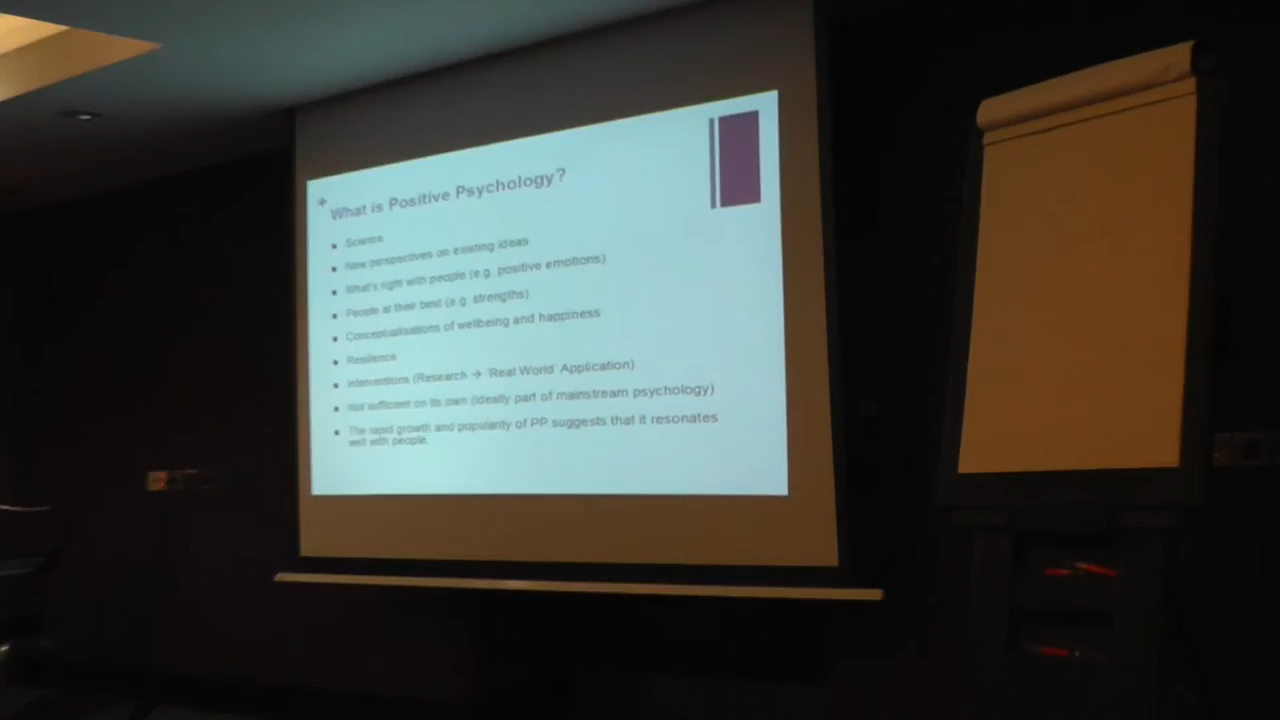 What is Positive Psychology?
Science
New perspectives on existing ideas
What's right with people (e.g. positive emotions)
People at their best (e.g. strengths)
Conceptualisations of wellbeing and happiness
Resilience
Interventions (Research → 'Real World' Application)
Not sufficient on its own (ideally part of mainstream psychology)
The rapid growth and popularity of PP suggests that it resonates
well with people.